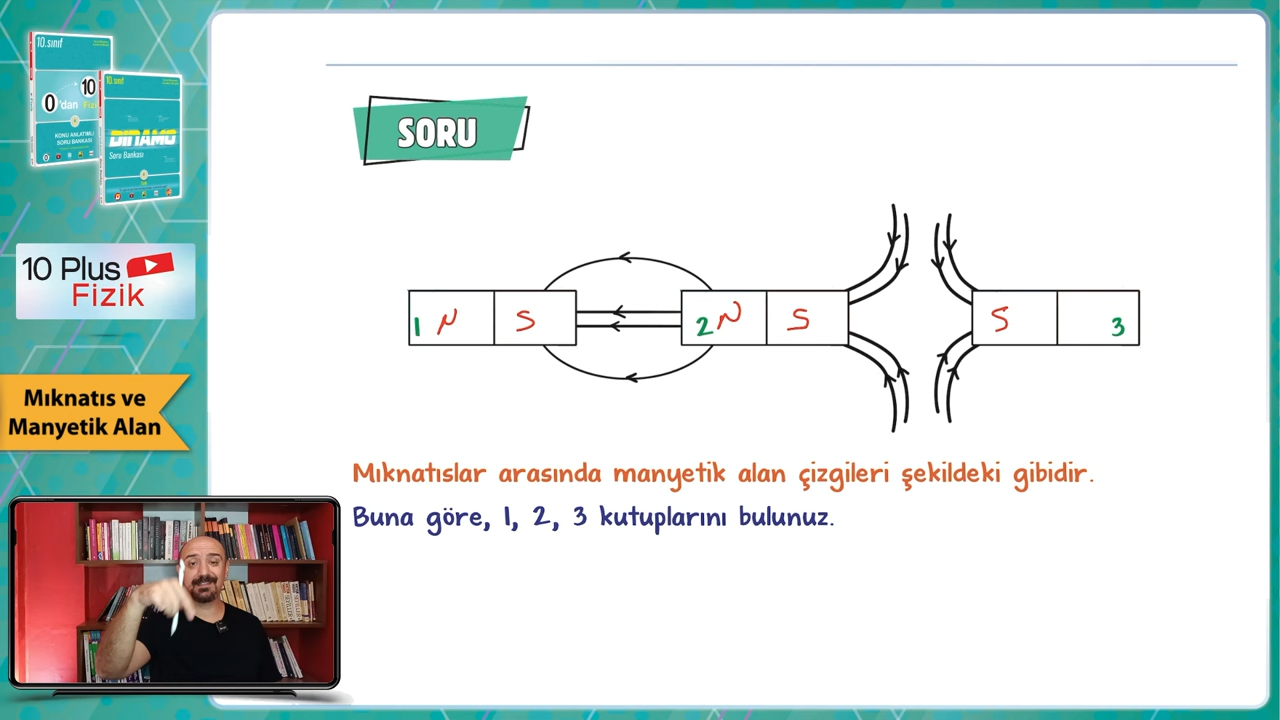 10.sınıf
0'dan 10
Fizi
KONU ANLATIMLI
SORU BANKASI
10.sınıf
DİNAMO
Soru Bankası
10 Plus
Fizik
Mıknatıs ve
Manyetik Alan
SORU
1 N S 2 N S S 3
Mıknatıslar arasında manyetik alan çizgileri şekildeki gibidir.
Buna göre, 1, 2, 3 kutuplarını bulunuz.